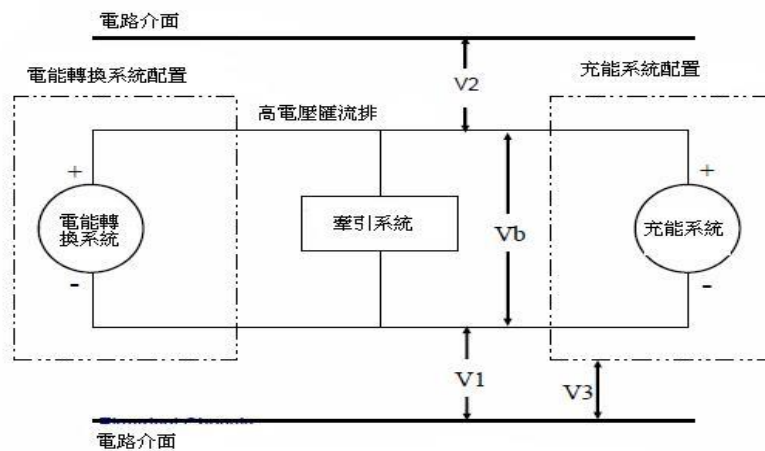 電路介面
電能轉換系統配置
充能系統配置
V2
高電壓匯流排
+
+
電能轉
換系統
牽引系統
Vb
充能系統
-
-
V1
V3
電路介面